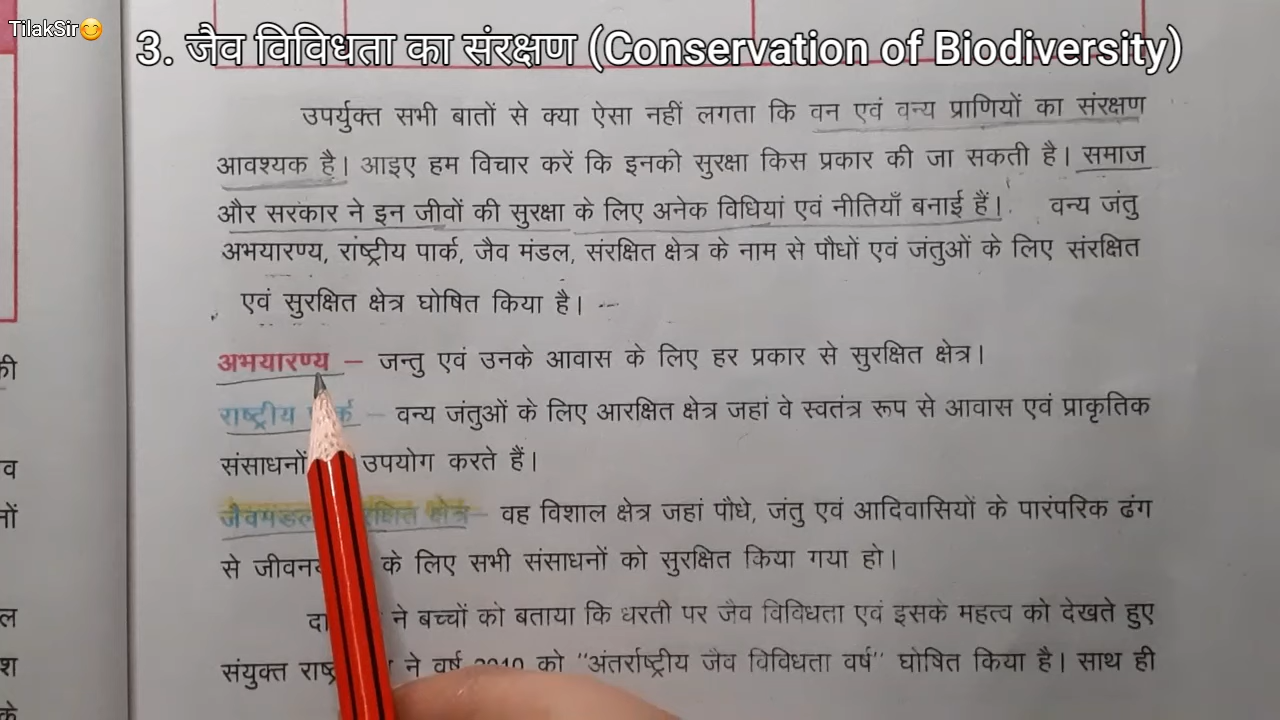 TilakSir😊
3. जैव विविधता का संरक्षण (Conservation of Biodiversity)
उपर्युक्त सभी बातों से क्या ऐसा नहीं लगता कि वन एवं वन्य प्राणियों का संरक्षण
आवश्यक है। आइए हम विचार करें कि इनकी सुरक्षा किस प्रकार की जा सकती है। समाज
और सरकार ने इन जीवों की सुरक्षा के लिए अनेक विधियां एवं नीतियाँ बनाई हैं। वन्य जंतु
अभयारण्य, राष्ट्रीय पार्क, जैव मंडल, संरक्षित क्षेत्र के नाम से पौधों एवं जंतुओं के लिए संरक्षित
एवं सुरक्षित क्षेत्र घोषित किया है।
अभयारण्य – जन्तु एवं उनके आवास के लिए हर प्रकार से सुरक्षित क्षेत्र।
राष्ट्रीय – वन्य जंतुओं के लिए आरक्षित क्षेत्र जहां वे स्वतंत्र रूप से आवास एवं प्राकृतिक
संसाधनों उपयोग करते हैं।
जैवमंडल क्षेत्र– वह विशाल क्षेत्र जहां पौधे, जंतु एवं आदिवासियों के पारंपरिक ढंग
से के लिए सभी संसाधनों को सुरक्षित किया गया हो।
ने बच्चों को बताया कि धरती पर जैव विविधता एवं इसके महत्व को देखते हुए
संयुक्त ने वर्ष को "अंतर्राष्ट्रीय जैव विविधता वर्ष" घोषित किया है। साथ ही